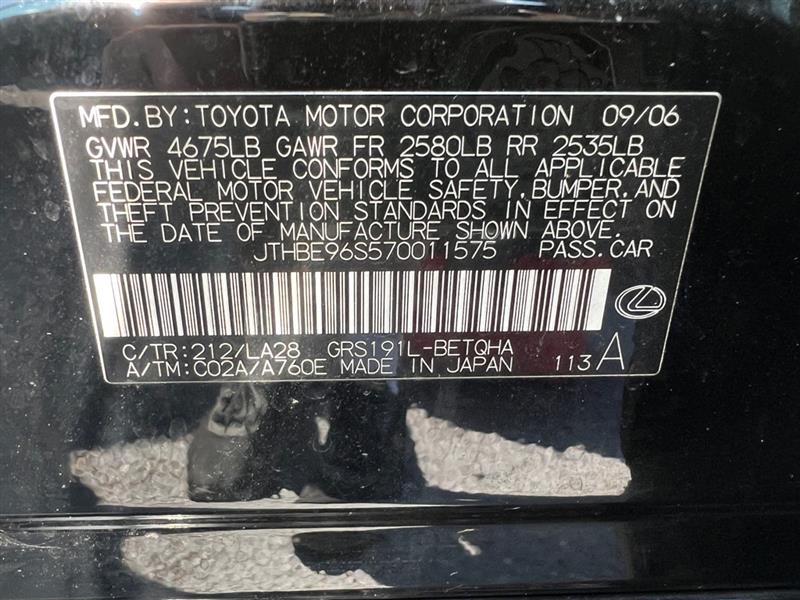 MFD. BY: TOYOTA MOTOR CORPORATION 09/06
GVWR 4675LB GAWR FR 2580LB RR 2535LB
THIS VEHICLE CONFORMS TO ALL APPLICABLE
FEDERAL MOTOR VEHICLE SAFETY, BUMPER, AND
THEFT PREVENTION STANDARDS IN EFFECT ON
THE DATE OF MANUFACTURE SHOWN ABOVE.
JTHBE96S570011575 PASS. CAR
C/TR: 212/LA28 GRS191L-BETQHA
A/TM: C02A/A760E MADE IN JAPAN 113 A